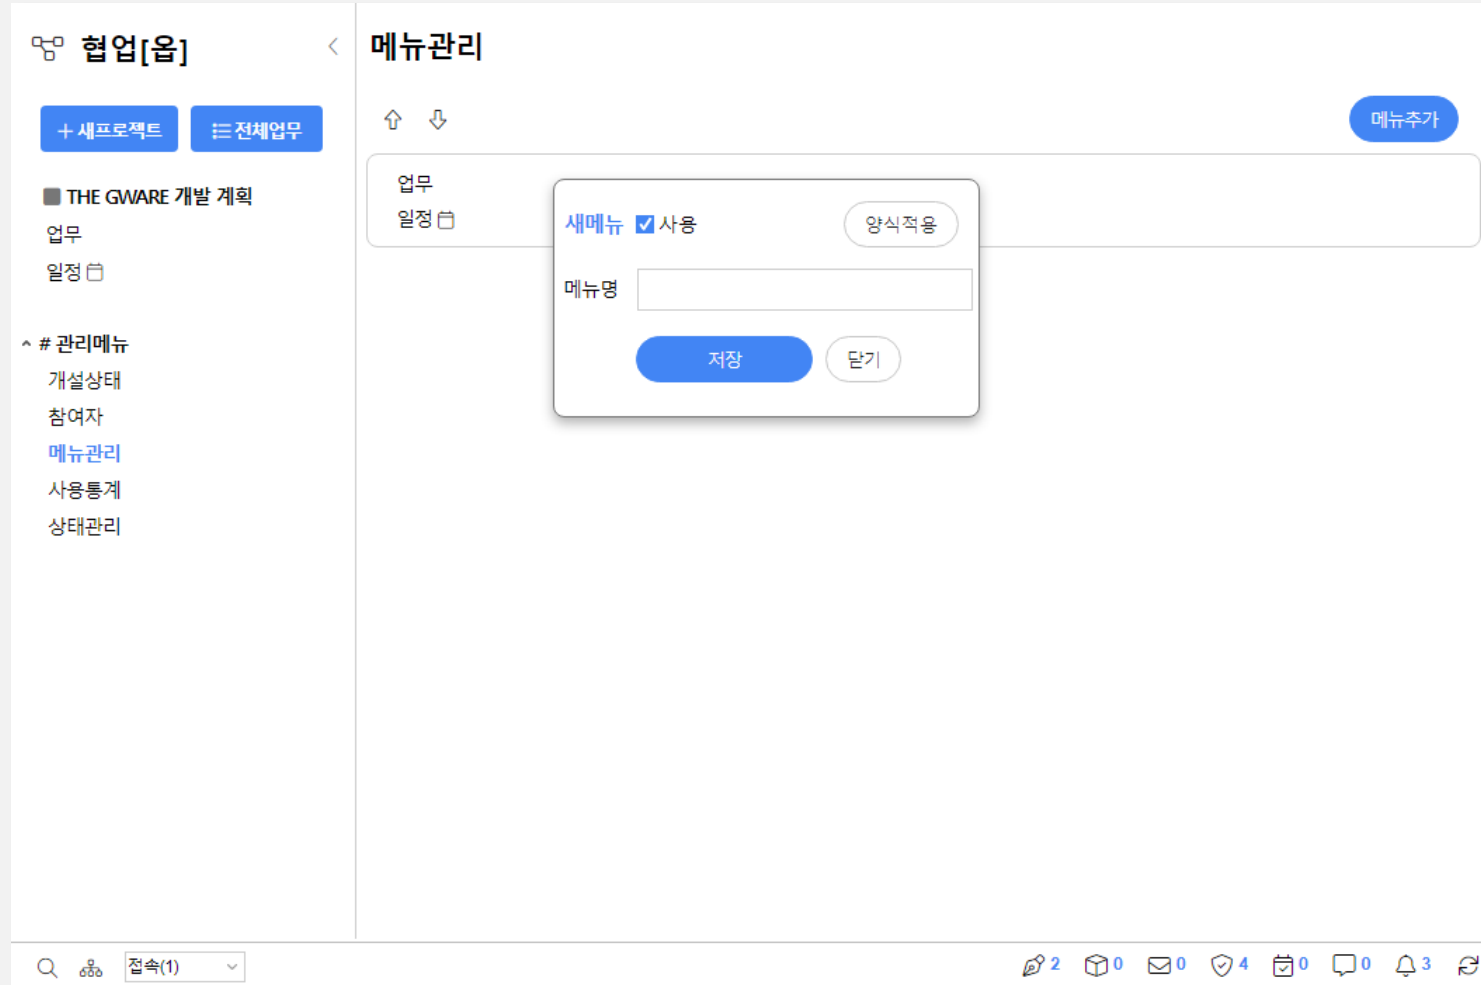 협업[옵]
새프로젝트
전체업무
THE GWARE 개발 계획
업무
일정
# 관리메뉴
개설상태
참여자
메뉴관리
사용통계
상태관리
메뉴관리
메뉴추가
업무
일정
새메뉴 사용 양식적용
메뉴명
저장 닫기
접속(1)
2 0 0 4 0 0 3